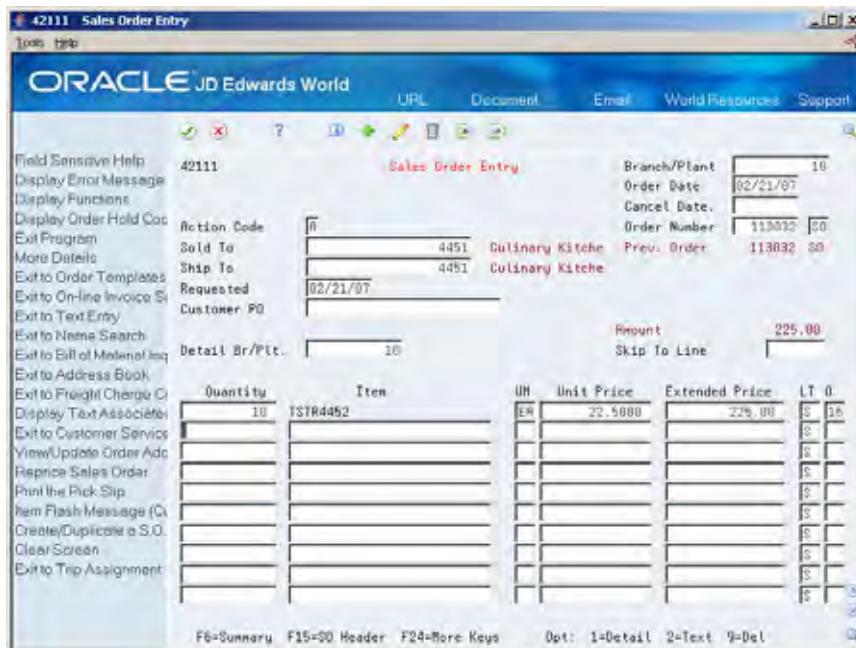 42111 Sales Order Entry
Tools Help
ORACLE JD Edwards World
URL Document Email World Resources Support
?
Field Sensitive Help
Display Error Message
Display Functions
Display Order Hold Cod
Exit Program
More Details
Exit to Order Templates
Exit to On-line Invoice S
Exit to Text Entry
Exit to Name Search
Exit to Bill of Material Inq
Exit to Address Book
Exit to Freight Charge C
Display Text Associate
Exit to Customer Service
View/Update Order Add
Reprice Sales Order
Print the Pick Slip
Item Flash Message (Cu
Create/Duplicate a S.O.
Clear Screen
Exit to Trip Assignment
42111 Sales Order Entry Branch/Plant 10
Order Date 02/21/07
Cancel Date.
Action Code Order Number 113032 SO
Sold To 4451 Culinary Kitche Prev. Order 113032 SO
Ship To 4451 Culinary Kitche
Requested 02/21/07
Customer PO
Amount 225.00
Detail Br/Plt. 10 Skip To Line
Quantity Item UM Unit Price Extended Price LT O
10 TSTR4452 EA 22.5000 225.00 S 16
S
S
S
S
S
S
S
S
S
F6=Summary F15=SO Header F24=More Keys Opt: 1=Detail 2=Text 9=Del